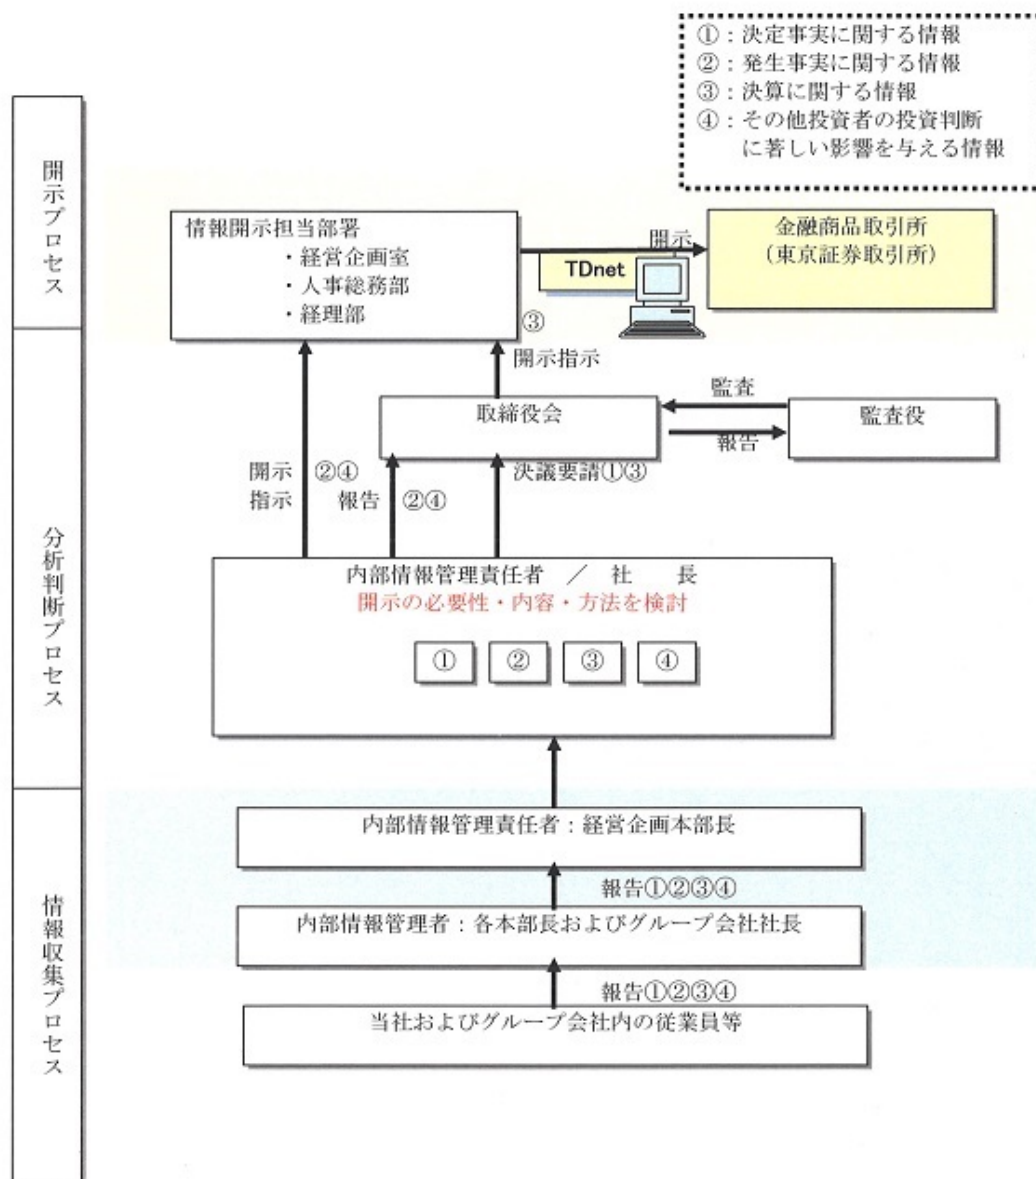 ①：決定事実に関する情報
②：発生事実に関する情報
③：決算に関する情報
④：その他投資者の投資判断
に著しい影響を与える情報
開示プロセス
情報開示担当部署
・経営企画室
・人事総務部
・経理部
③
開示
TDnet
金融商品取引所
（東京証券取引所）
開示指示
取締役会
監査
報告
監査役
分析判断プロセス
開示
指示
②④
報告
②④
決議要請①③
内部情報管理責任者　／　社　長
開示の必要性・内容・方法を検討
①
②
③
④
情報収集プロセス
内部情報管理責任者：経営企画本部長
報告①②③④
内部情報管理者：各本部長およびグループ会社社長
報告①②③④
当社およびグループ会社内の従業員等